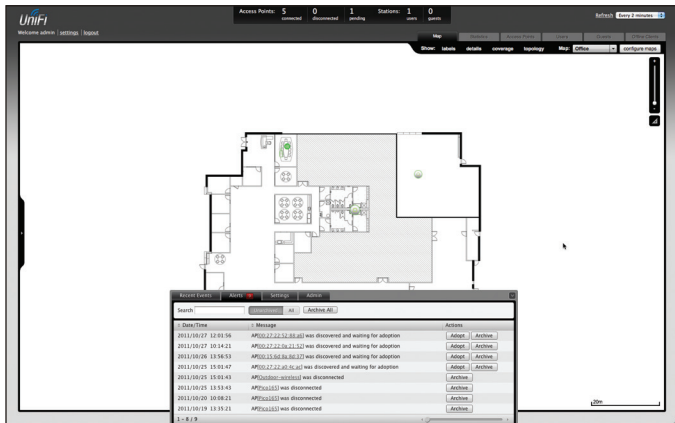 UniFi
Access Points: 5 connected 0 disconnected 1 pending Stations: 1 users 0 guests
Refresh Every 2 minutes
Welcome admin | settings | logout
Map Statistics Access Points Users Guests
Show: labels details coverage topology Map: Office configure maps
20m
Recent Events Alerts Settings Admin
Search All Archive All
Date/Time Message Actions
2011/10/27 12:01:56 AP[00:27:22:52:88:a6] was discovered and waiting for adoption Adopt Archive
2011/10/27 10:14:21 AP[00:27:22:0a:21:52] was discovered and waiting for adoption Adopt Archive
2011/10/26 13:56:53 AP[00:15:6d:8a:8d:17] was discovered and waiting for adoption Adopt Archive
2011/10/25 15:01:47 AP[00:27:22:a0:4c:ac] was discovered and waiting for adoption Adopt Archive
2011/10/25 15:01:43 AP[Outdoor-wireless] was disconnected Archive
2011/10/25 13:53:43 AP[Pico165] was disconnected Archive
2011/10/20 10:08:21 AP[Pico165] was disconnected Archive
2011/10/19 13:35:21 AP[Pico165] was disconnected Archive
1 - 8 / 9